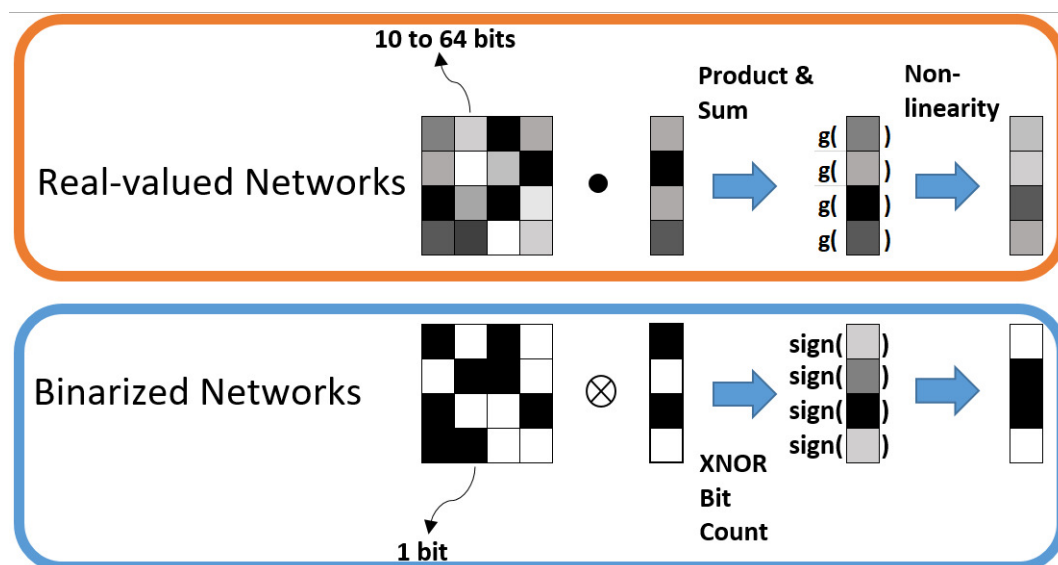 10 to 64 bits
Product &
Sum
Non-
linearity
Real-valued Networks
g( )
g( )
g( )
g( )
Binarized Networks
sign( )
sign( )
sign( )
sign( )
XNOR
Bit
Count
1 bit